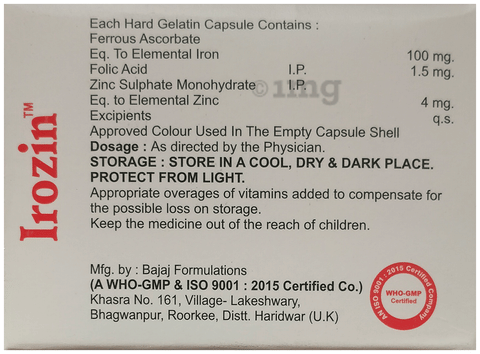 Irozin™
Each Hard Gelatin Capsule Contains :
Ferrous Ascorbate
Eq. To Elemental Iron 100 mg.
Folic Acid I.P. 1.5 mg.
Zinc Sulphate Monohydrate I.P.
Eq. to Elemental Zinc 4 mg.
Excipients q.s.
Approved Colour Used In The Empty Capsule Shell
Dosage : As directed by the Physician.
STORAGE : STORE IN A COOL, DRY & DARK PLACE.
PROTECT FROM LIGHT.
Appropriate overages of vitamins added to compensate for
the possible loss on storage.
Keep the medicine out of the reach of children.
Mfg. by : Bajaj Formulations
(A WHO-GMP & ISO 9001 : 2015 Certified Co.)
Khasra No. 161, Village- Lakeshwary,
Bhagwanpur, Roorkee, Distt. Haridwar (U.K)
AN ISO 9001 : 2015 Certified Company
WHO-GMP
Certified
© 1mg